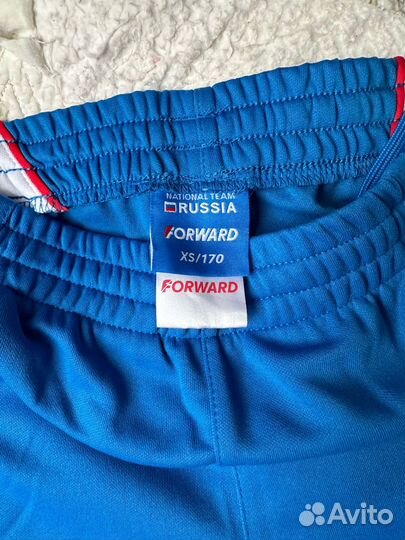 NATIONAL TEAM
RUSSIA
FORWARD
XS/170
FORWARD
Avito